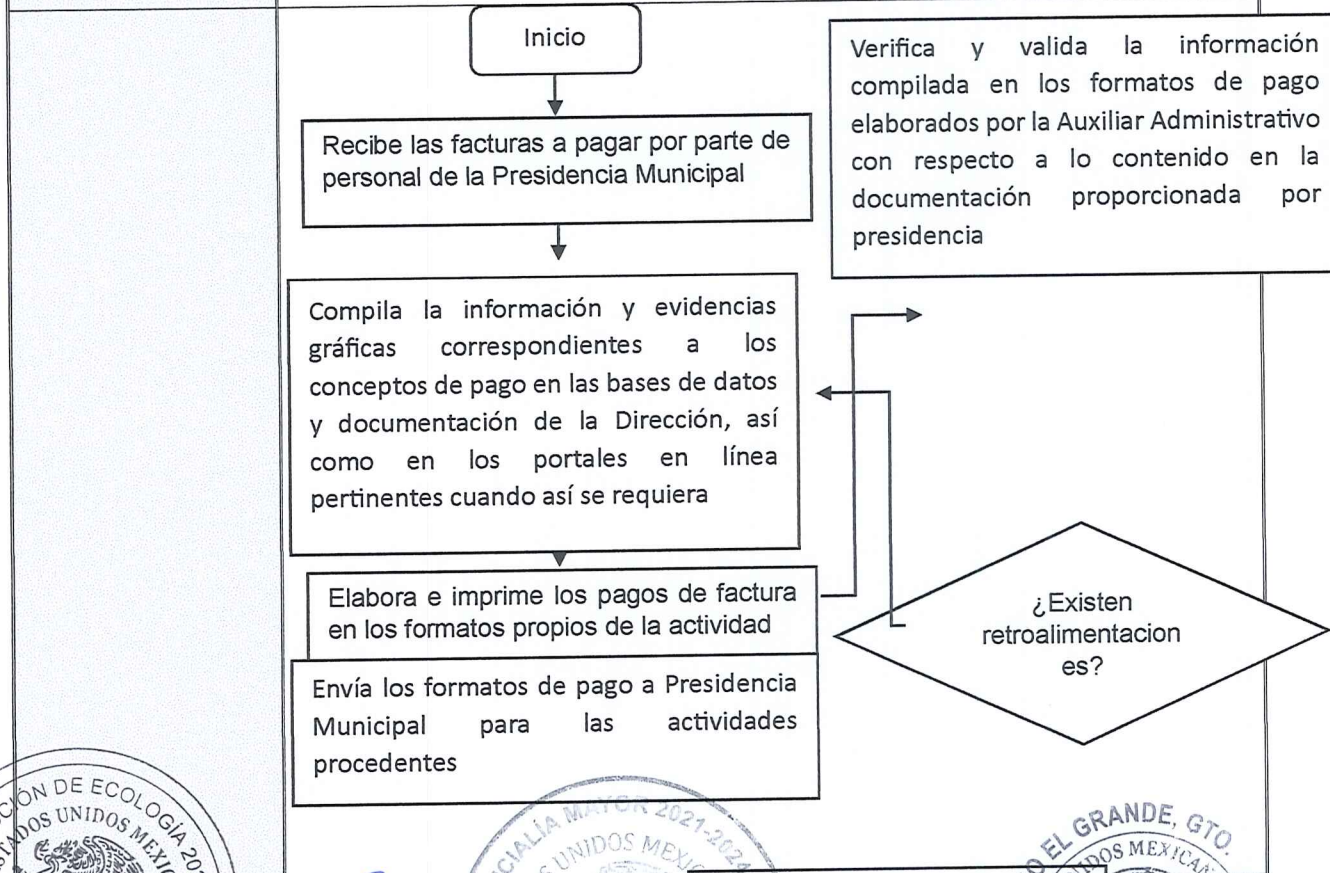 Inicio
Recibe las facturas a pagar por parte de
personal de la Presidencia Municipal
Compila la información y evidencias
gráficas correspondientes a los
conceptos de pago en las bases de datos
y documentación de la Dirección, así
como en los portales en línea
pertinentes cuando así se requiera
Elabora e imprime los pagos de factura
en los formatos propios de la actividad
Envía los formatos de pago a Presidencia
Municipal para las actividades
procedentes
Verifica y valida la información
compilada en los formatos de pago
elaborados por la Auxiliar Administrativo
con respecto a lo contenido en la
documentación proporcionada por
presidencia
¿Existen
retroalimentacion
es?
DE ECOLOGÍA
UNIDOS
MAYOR 2021-2024
UNIDOS
EL GRANDE, GTO.